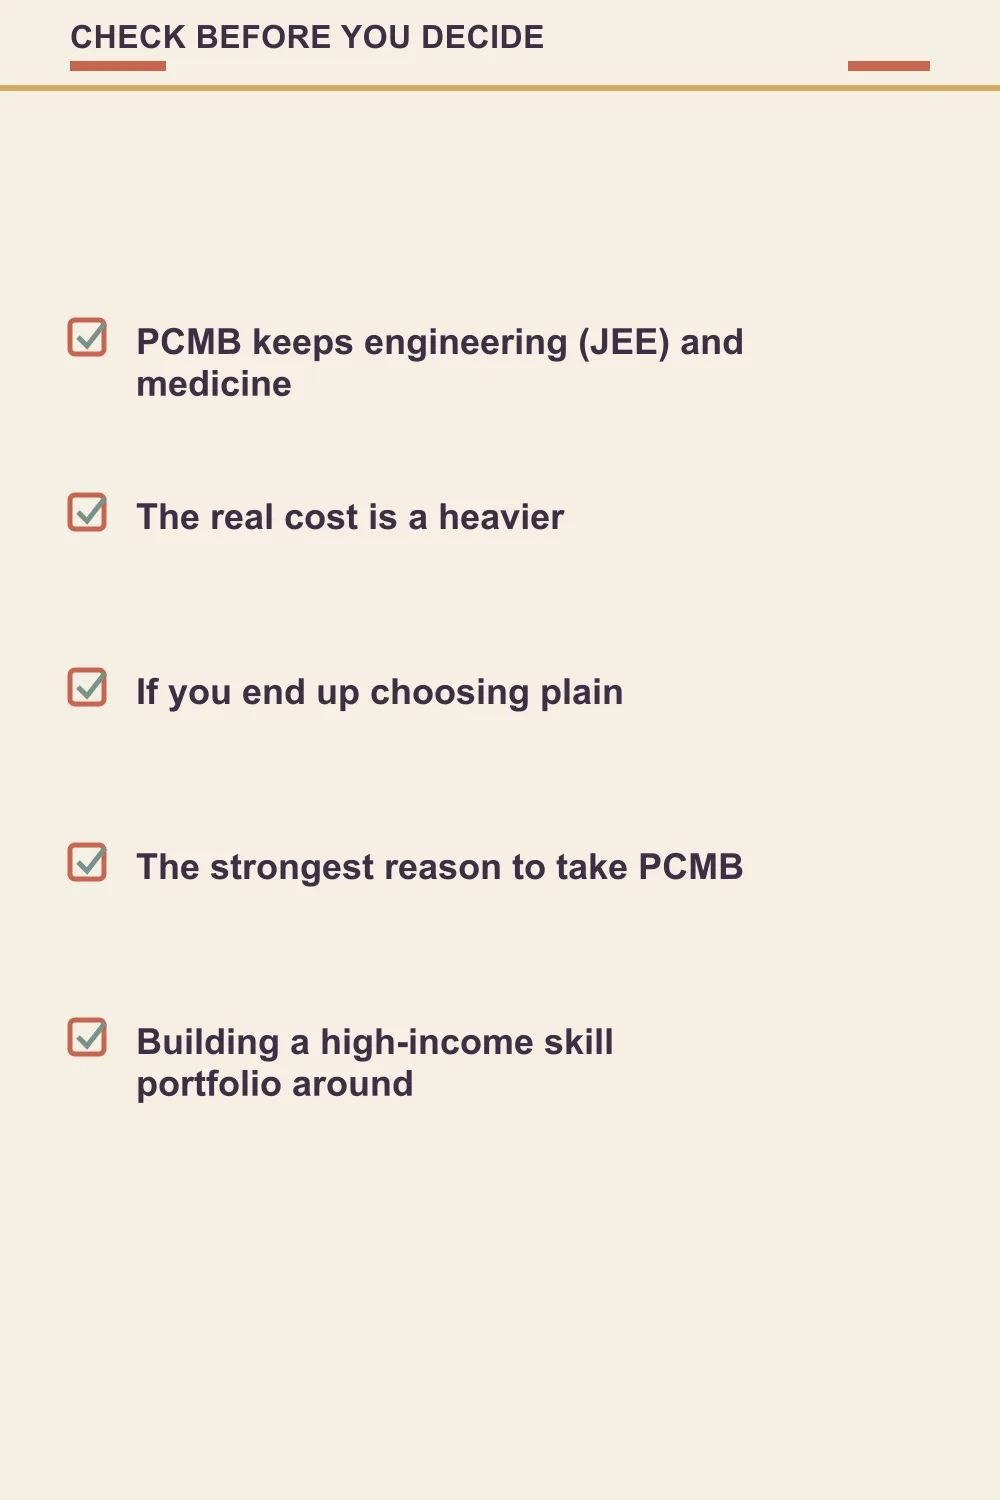 CHECK BEFORE YOU DECIDE
PCMB keeps engineering (JEE) and
medicine
The real cost is a heavier
If you end up choosing plain
The strongest reason to take PCMB
Building a high-income skill
portfolio around